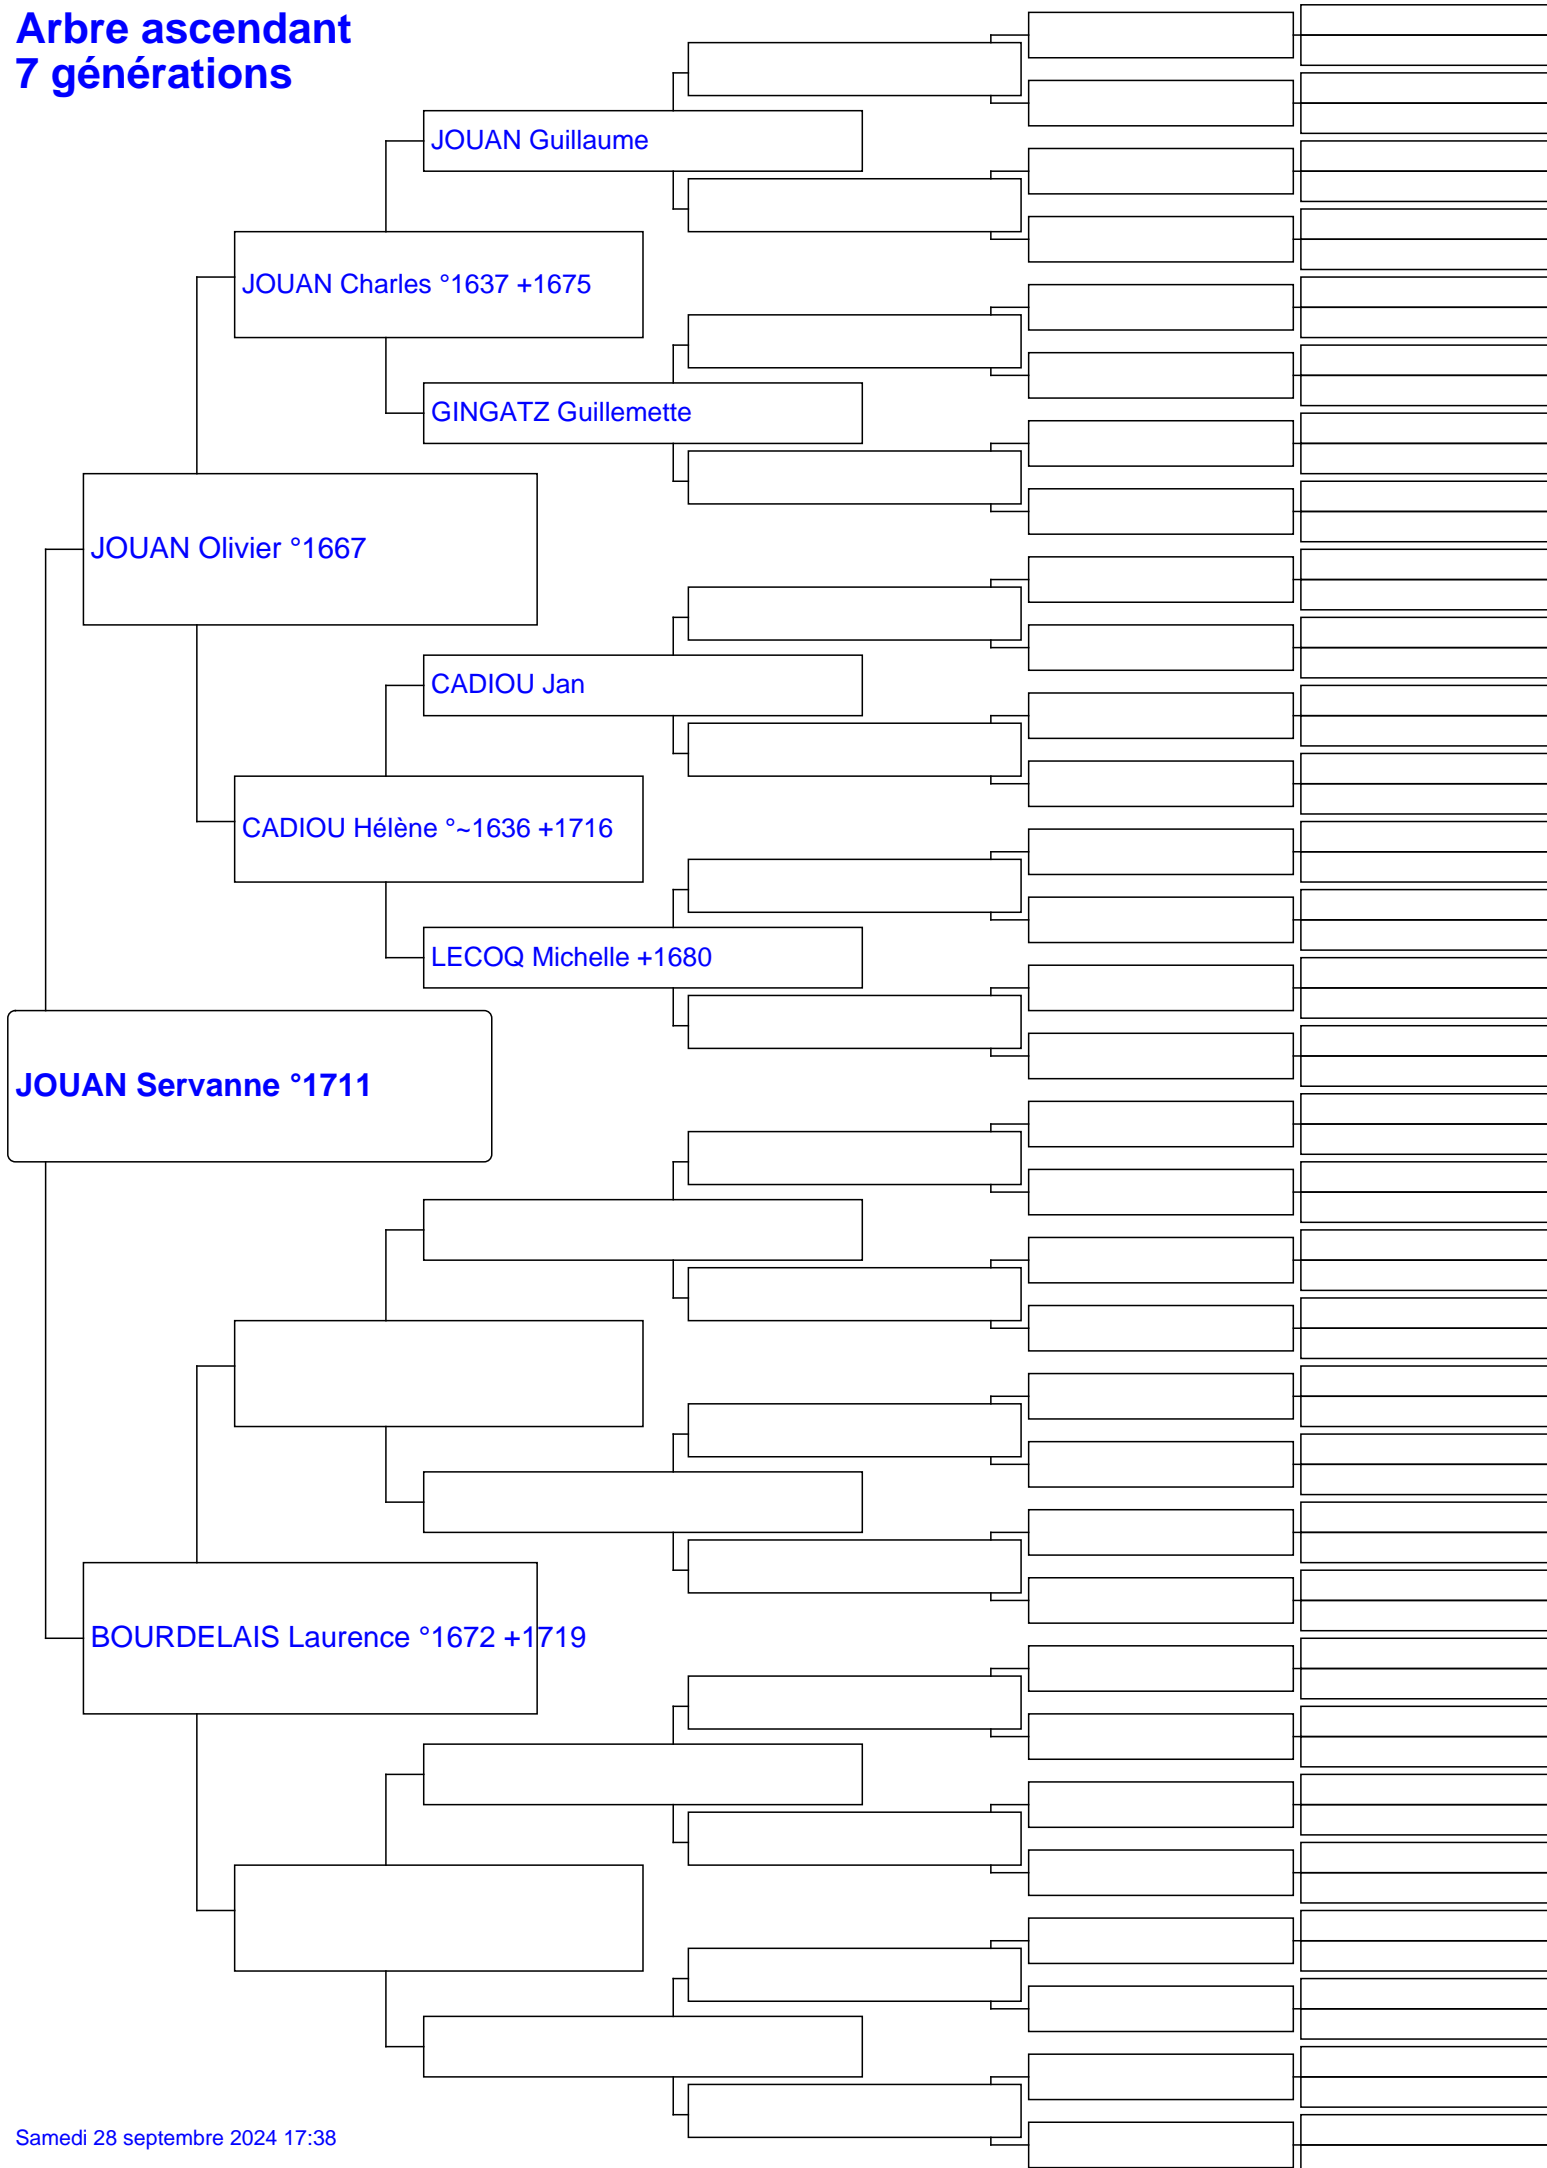 Arbre ascendant
7 générations
JOUAN Guillaume
JOUAN Charles °1637 +1675
GINGATZ Guillemette
JOUAN Olivier °1667
CADIOU Jan
CADIOU Hélène °~1636 +1716
LECOQ Michelle +1680
JOUAN Servanne °1711
BOURDELAIS Laurence °1672 +1719
Samedi 28 septembre 2024 17:38